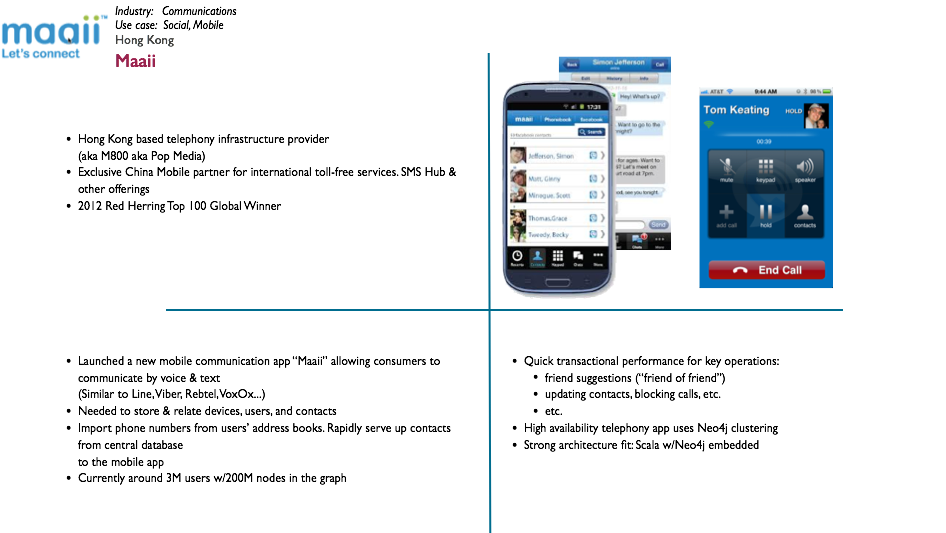 maaii™
Let's connect
Industry: Communications
Use case: Social, Mobile
Hong Kong
Maaii
• Hong Kong based telephony infrastructure provider
(aka M800 aka Pop Media)
• Exclusive China Mobile partner for international toll-free services. SMS Hub &
other offerings
• 2012 Red Herring Top 100 Global Winner
Back
Simon Jefferson
Call
Edit
History
Info
Hey! What's up?
Want to go to the
for ages. Want to
Let's meet on
road at 7pm.
see you tonight.
Send
Chats
More
17:31
maaii
Phonebook
Facebook
Search
Jefferson, Simon
Matt, Ginny
Minogue, Scott
Thomas, Grace
Tweedy, Becky
Keypad
Chats
More
AT&T
9:44 AM
98%
Tom Keating
HOLD
00:39
mute
keypad
speaker
add call
hold
contacts
End Call
• Launched a new mobile communication app “Maaii” allowing consumers to
communicate by voice & text
(Similar to Line, Viber, Rebtel, VoxOx...)
• Needed to store & relate devices, users, and contacts
• Import phone numbers from users’ address books. Rapidly serve up contacts
from central database
to the mobile app
• Currently around 3M users w/200M nodes in the graph
• Quick transactional performance for key operations:
• friend suggestions (“friend of friend”)
• updating contacts, blocking calls, etc.
• etc.
• High availability telephony app uses Neo4j clustering
• Strong architecture fit: Scala w/Neo4j embedded